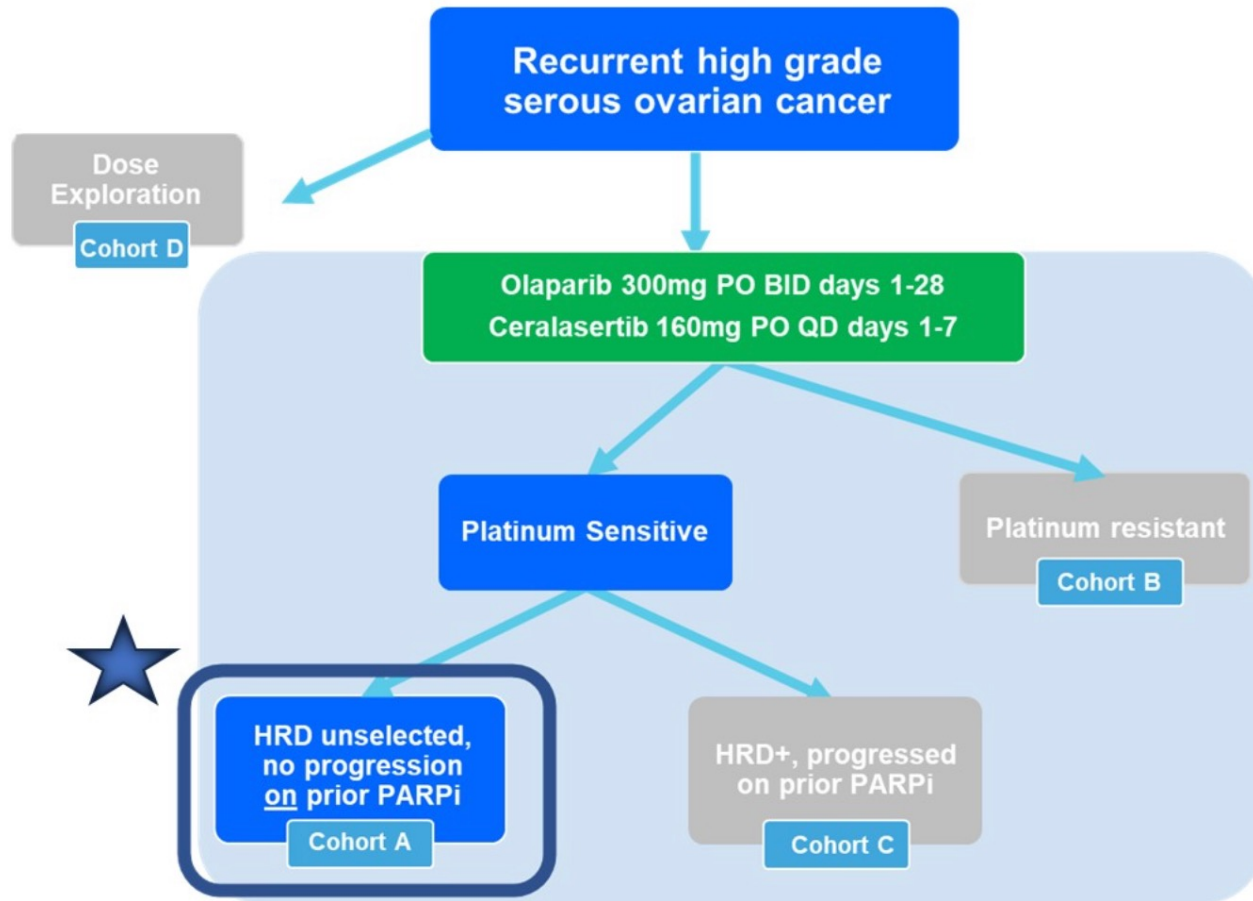 Recurrent high grade
serous ovarian cancer
Dose
Exploration
Cohort D
Olaparib 300mg PO BID days 1-28
Ceralasertib 160mg PO QD days 1-7
Platinum Sensitive
Platinum resistant
Cohort B
HRD unselected,
no progression
on prior PARPi
Cohort A
HRD+, progressed
on prior PARPi
Cohort C